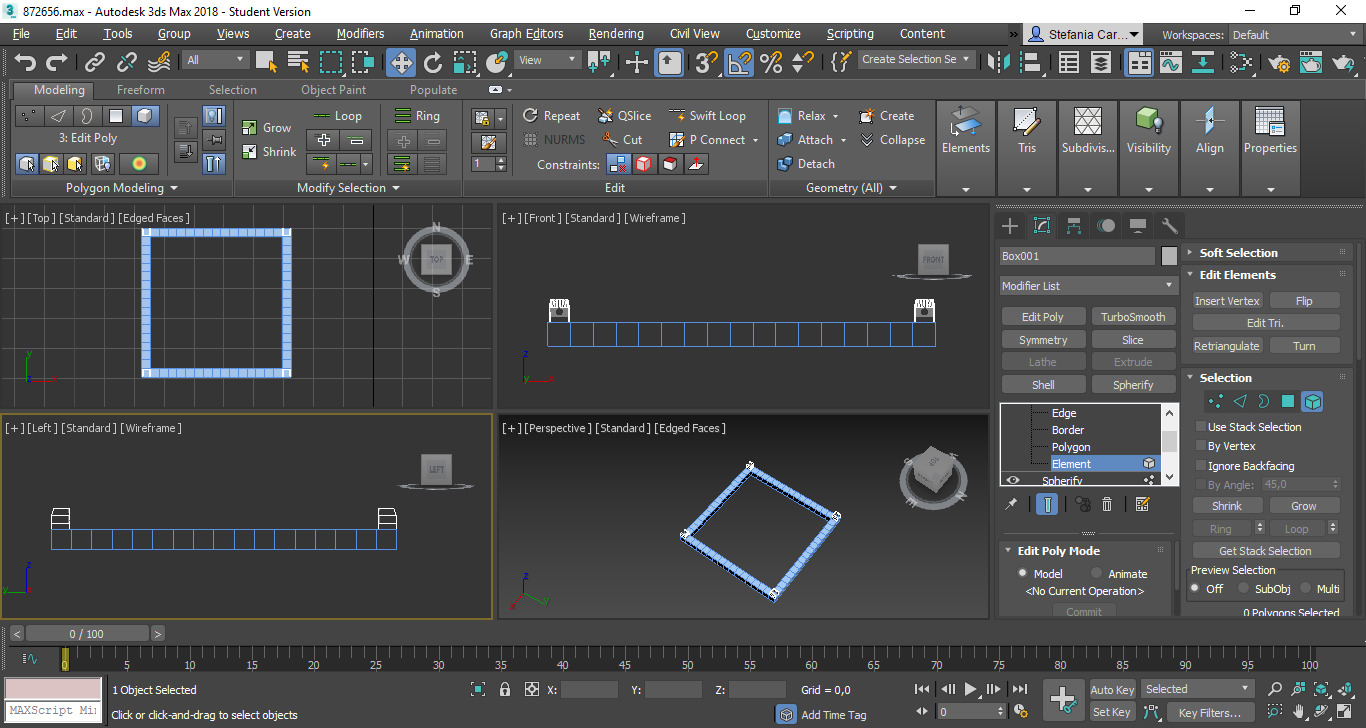 872656.max - Autodesk 3ds Max 2018 - Student Version
File Edit Tools Group Views Create Modifiers Animation Graph Editors Rendering Civil View Customize Scripting Content » Stefania Car... Workspaces: Default
All View Create Selection Se
Modeling Freeform Selection Object Paint Populate
3: Edit Poly
Polygon Modeling
Grow Loop Ring
Shrink
Modify Selection
1
Repeat QSlice Swift Loop
NURMS Cut P Connect
Constraints:
Edit
Relax Create
Attach Collapse
Detach
Geometry (All)
Elements Tris Subdivis... Visibility Align Properties
[+] [Top] [Standard] [Edged Faces]
N
W TOP E
S
y
z x
[+] [Front] [Standard] [Wireframe]
FRONT
z
y x
[+] [Left] [Standard] [Wireframe]
LEFT
z
y
[+] [Perspective] [Standard] [Edged Faces]
z
x y
Box001
Modifier List
Edit Poly TurboSmooth
Symmetry Slice
Lathe Extrude
Shell Spherify
Edge
Border
Polygon
Element
Spherify
Edit Poly Mode
Model Animate
<No Current Operation>
Commit
Soft Selection
Edit Elements
Insert Vertex Flip
Edit Tri.
Retriangulate Turn
Selection
Use Stack Selection
By Vertex
Ignore Backfacing
By Angle: 45,0
Shrink Grow
Ring Loop
Get Stack Selection
Preview Selection
Off SubObj Multi
0 Polygons Selected
< 0 / 100 >
0 5 10 15 20 25 30 35 40 45 50 55 60 65 70 75 80 85 90 95 100
1 Object Selected X: Y: Z: Grid = 0,0 Auto Key Selected
MAXScript Mi
Click or click-and-drag to select objects Add Time Tag 0 Set Key Key Filters...